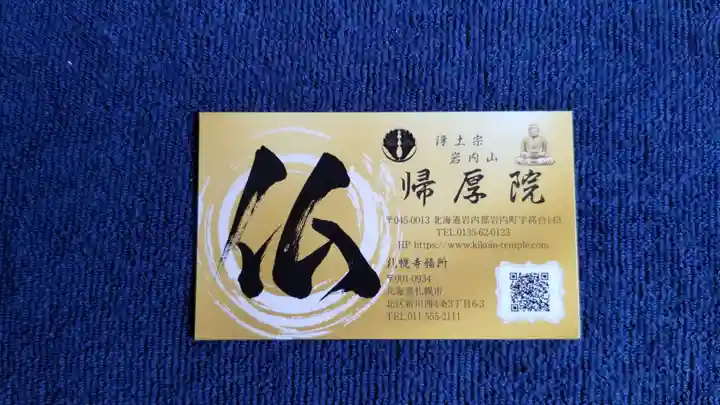 仏
浄土宗
岩内山
帰厚院
〒045-0013 北海道岩内郡岩内町字高台143
TEL.0135-62-0123
HP https://www.kikoin-temple.com
札幌寺務所
〒001-0934
北海道札幌市
北区新川西4条3丁目6-3
TEL 011 555-2111